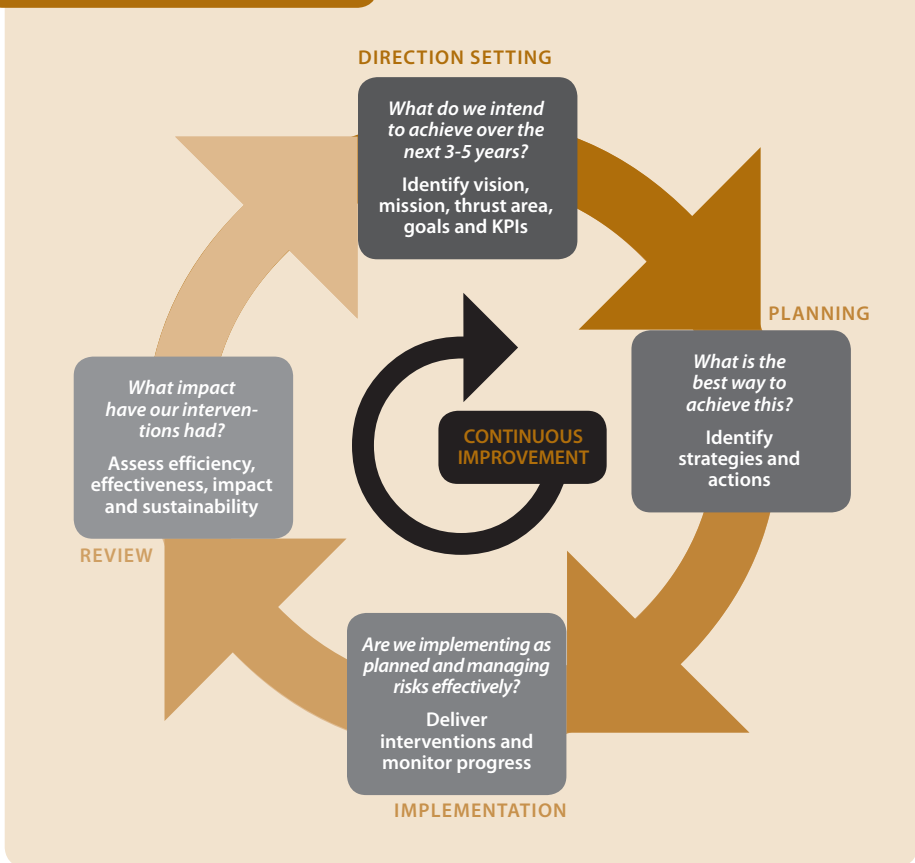 DIRECTION SETTING
What do we intend
to achieve over the
next 3-5 years?
Identify vision,
mission, thrust area,
goals and KPIs
PLANNING
What is the
best way to
achieve this?
Identify
strategies and
actions
CONTINUOUS
IMPROVEMENT
What impact
have our interven-
tions had?
Assess efficiency,
effectiveness, impact
and sustainability
REVIEW
Are we implementing as
planned and managing
risks effectively?
Deliver
interventions and
monitor progress
IMPLEMENTATION